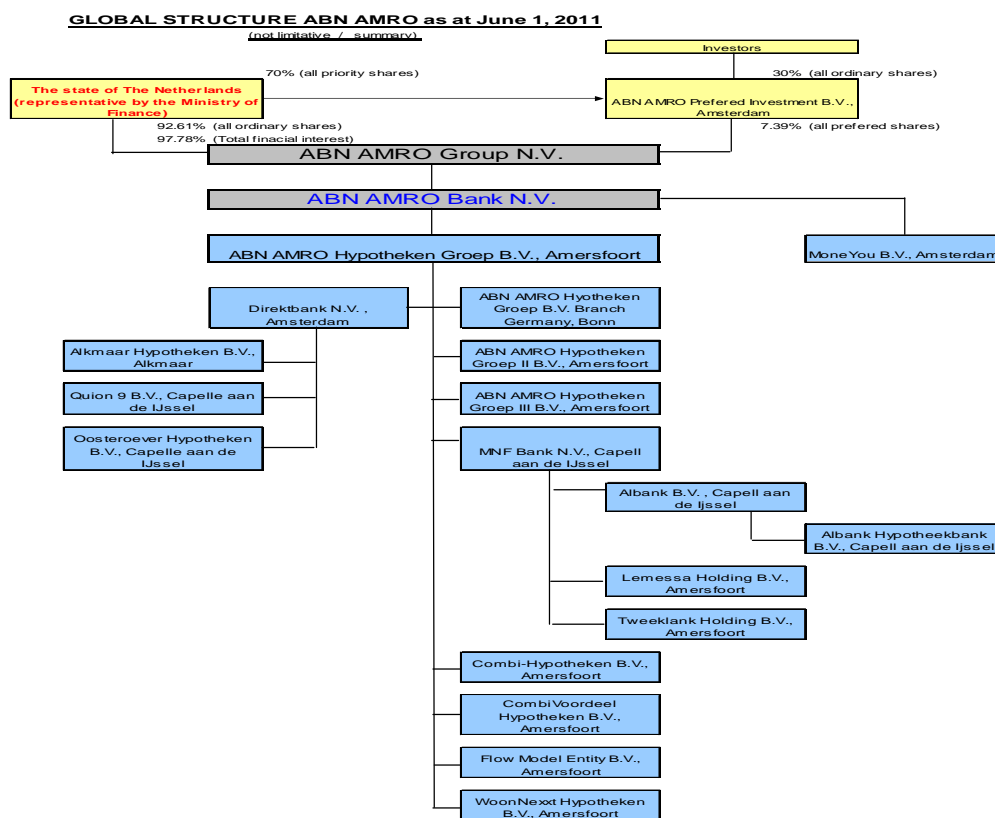 GLOBAL STRUCTURE ABN AMRO as at June 1, 2011
(not limitative / summary)
Investors
70% (all priority shares)
30% (all ordinary shares)
The state of The Netherlands
(representative by the Ministry of
Finance)
ABN AMRO Prefered Investment B.V.,
Amsterdam
92.61% (all ordinary shares)
97.78% (Total finacial interest)
7.39% (all prefered shares)
ABN AMRO Group N.V.
ABN AMRO Bank N.V.
ABN AMRO Hypotheken Groep B.V., Amersfoort
MoneYou B.V., Amsterdam
Direktbank N.V. ,
Amsterdam
ABN AMRO Hyotheken
Groep B.V. Branch
Germany, Bonn
Alkmaar Hypotheken B.V.,
Alkmaar
ABN AMRO Hypotheken
Groep II B.V., Amersfoort
Quion 9 B.V., Capelle aan
de IJssel
ABN AMRO Hypotheken
Groep III B.V., Amersfoort
Oosteroever Hypotheken
B.V., Capelle aan de
IJssel
MNF Bank N.V., Capell
aan de IJssel
Albank B.V. , Capell aan
de Ijssel
Albank Hypotheekbank
B.V., Capell aan de Ijssel
Lemessa Holding B.V.,
Amersfoort
Tweeklank Holding B.V.,
Amersfoort
Combi-Hypotheken B.V.,
Amersfoort
CombiVoordeel
Hypotheken B.V.,
Amersfoort
Flow Model Entity B.V.,
Amersfoort
WoonNexxt Hypotheken
B.V., Amersfoort